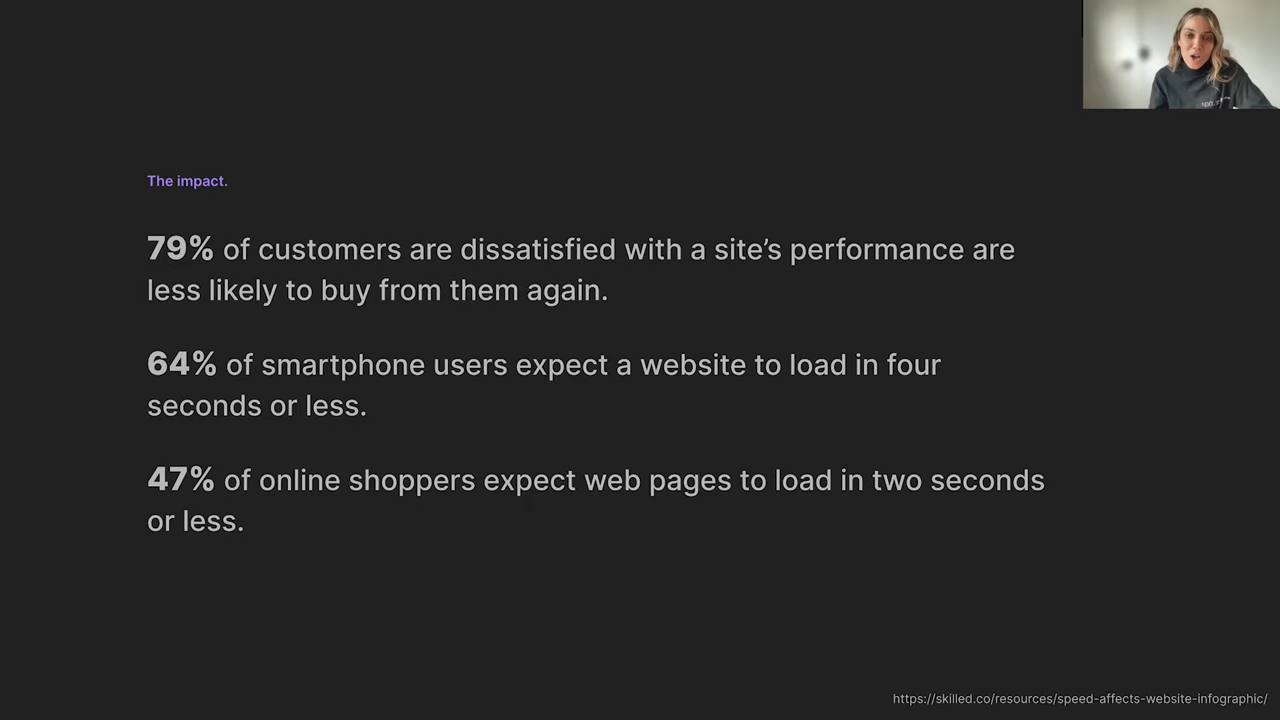 The impact.
79% of customers are dissatisfied with a site’s performance are
less likely to buy from them again.
64% of smartphone users expect a website to load in four
seconds or less.
47% of online shoppers expect web pages to load in two seconds
or less.
https://skilled.co/resources/speed-affects-website-infographic/